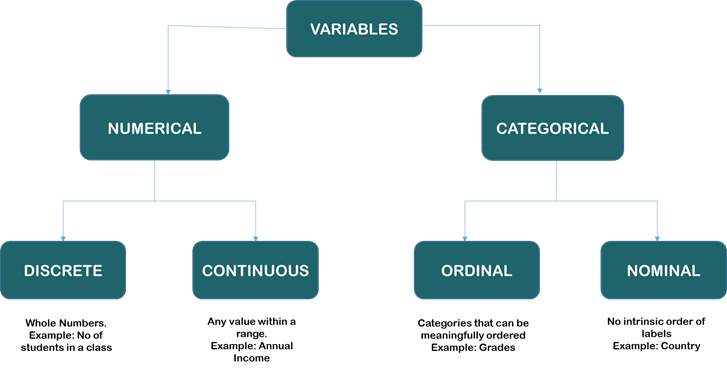 VARIABLES
NUMERICAL
CATEGORICAL
DISCRETE
CONTINUOUS
ORDINAL
NOMINAL
Whole Numbers.
Example: No of
students in a class
Any value within a
range.
Example: Annual
Income
Categories that can be
meaningfully ordered
Example: Grades
No intrinsic order of
labels
Example: Country